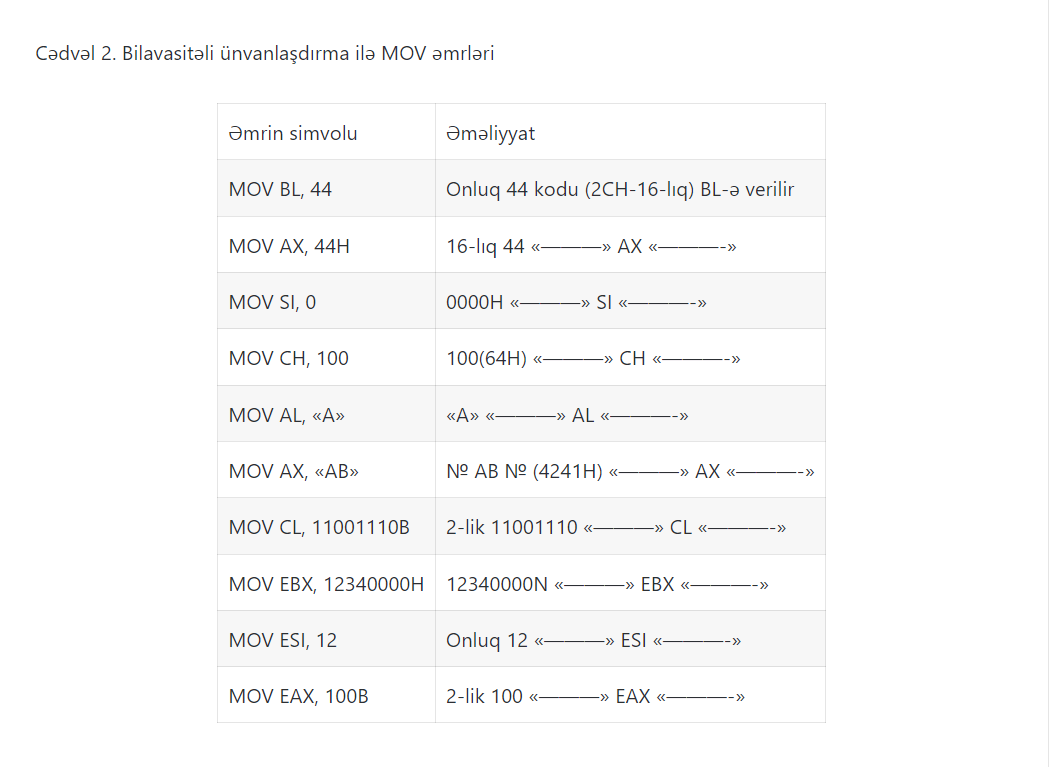 Cədvəl 2. Bilavasitəli ünvanlaşdırma ilə MOV əmrləri
Əmrin simvolu Əməliyyat
MOV BL, 44 Onluq 44 kodu (2CH-16-lıq) BL-ə verilir
MOV AX, 44H 16-lıq 44 «———» AX «———-»
MOV SI, 0 0000H «———» SI «———-»
MOV CH, 100 100(64H) «———» CH «———-»
MOV AL, «A» «A» «———» AL «———-»
MOV AX, «AB» № AB № (4241H) «———» AX «———-»
MOV CL, 11001110B 2-lik 11001110 «———» CL «———-»
MOV EBX, 12340000H 12340000N «———» EBX «———-»
MOV ESI, 12 Onluq 12 «———» ESI «———-»
MOV EAX, 100B 2-lik 100 «———» EAX «———-»